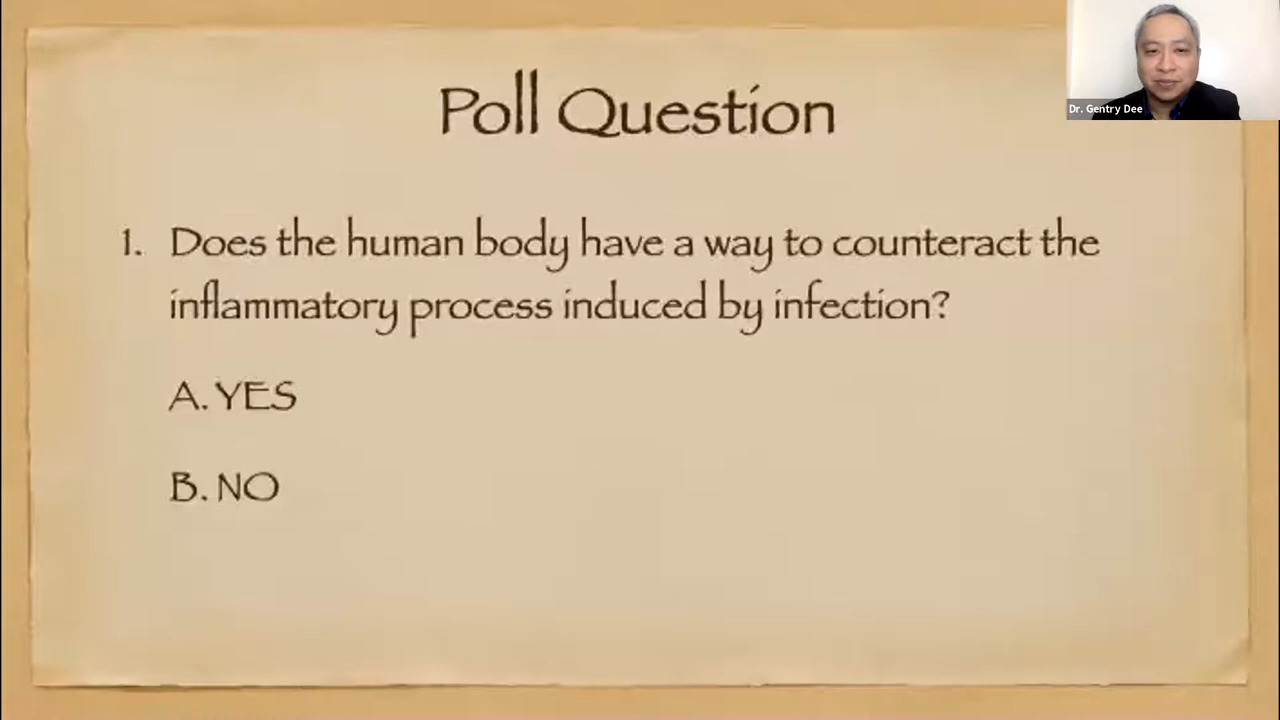 Poll Question
1. Does the human body have a way to counteract the
inflammatory process induced by infection?
A. YES
B. NO
Dr. Gentry Dee